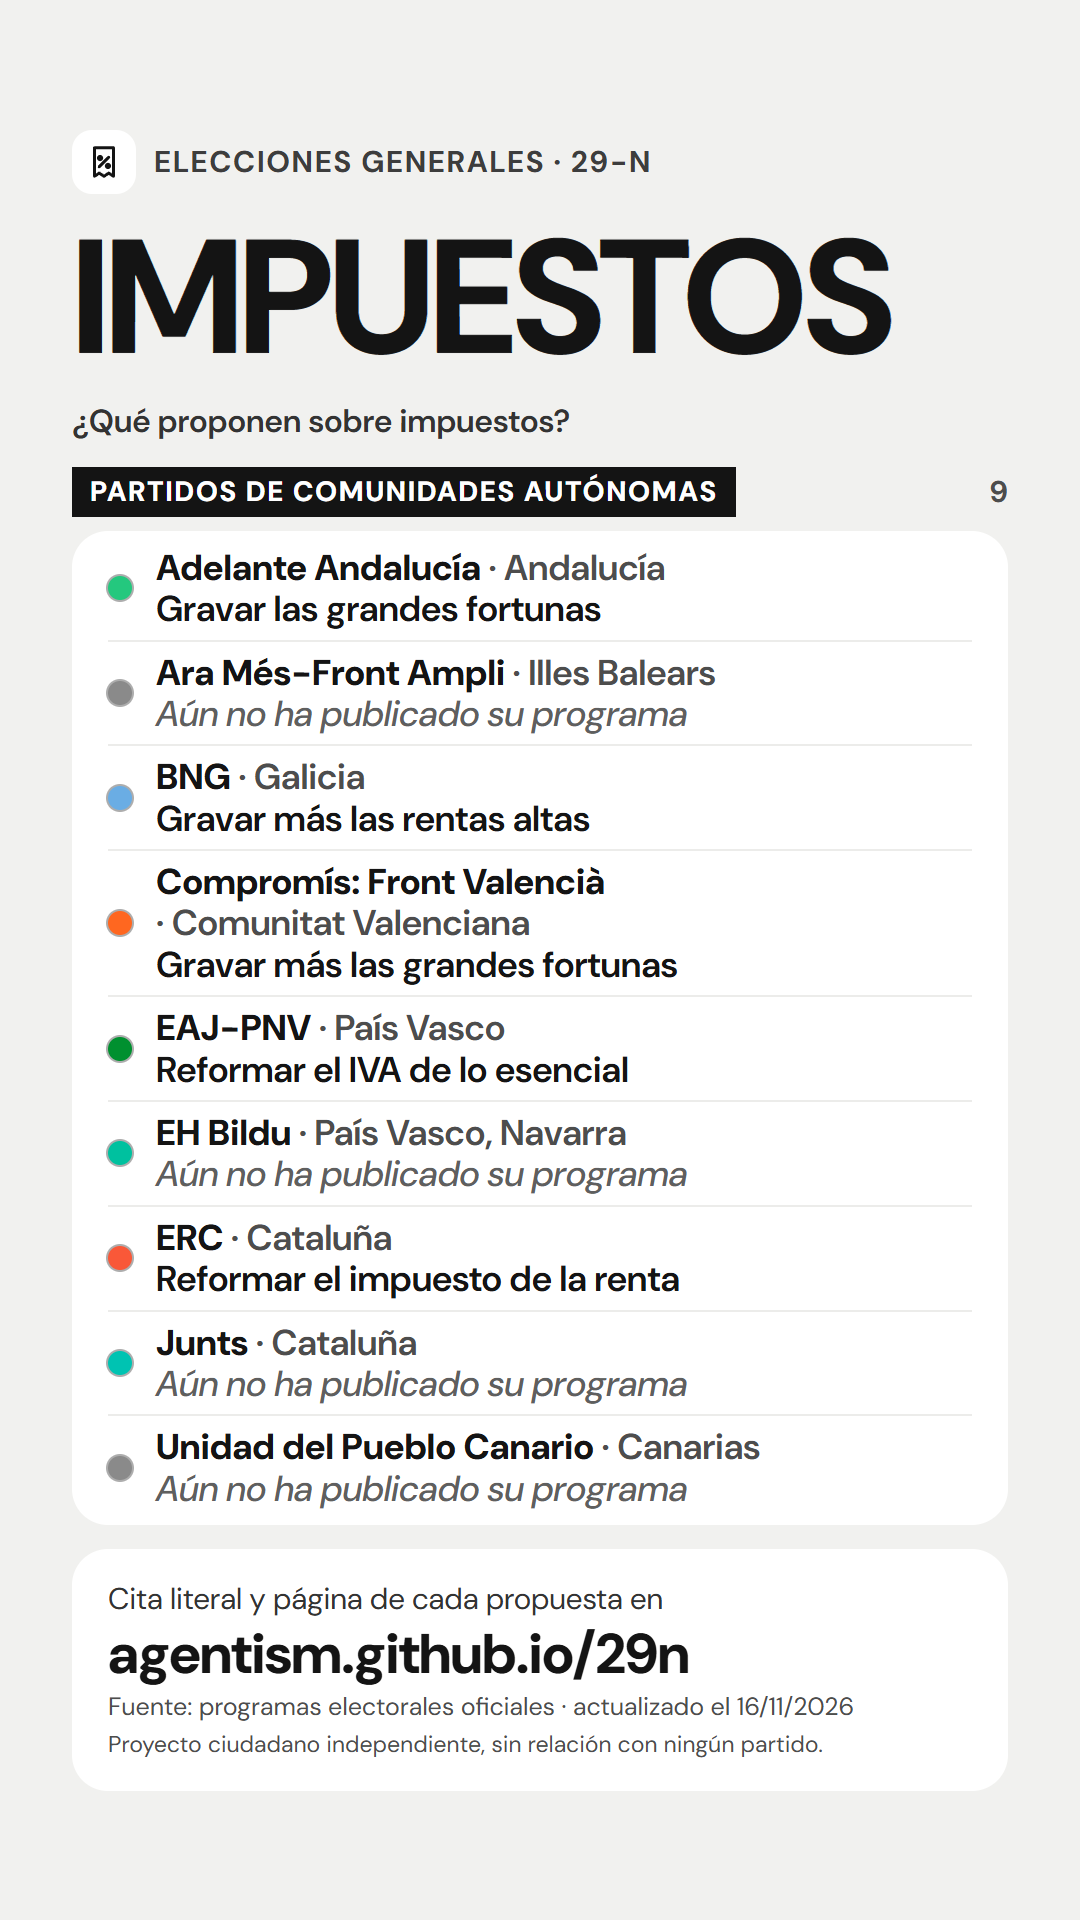 ELECCIONES GENERALES · 29-N
IMPUESTOS
¿Qué proponen sobre impuestos?
PARTIDOS DE COMUNIDADES AUTÓNOMAS 9
Adelante Andalucía · Andalucía
Gravar las grandes fortunas
Ara Més-Front Ampli · Illes Balears
Aún no ha publicado su programa
BNG · Galicia
Gravar más las rentas altas
Compromís: Front Valencià
· Comunitat Valenciana
Gravar más las grandes fortunas
EAJ-PNV · País Vasco
Reformar el IVA de lo esencial
EH Bildu · País Vasco, Navarra
Aún no ha publicado su programa
ERC · Cataluña
Reformar el impuesto de la renta
Junts · Cataluña
Aún no ha publicado su programa
Unidad del Pueblo Canario · Canarias
Aún no ha publicado su programa
Cita literal y página de cada propuesta en
agentism.github.io/29n
Fuente: programas electorales oficiales · actualizado el 16/11/2026
Proyecto ciudadano independiente, sin relación con ningún partido.